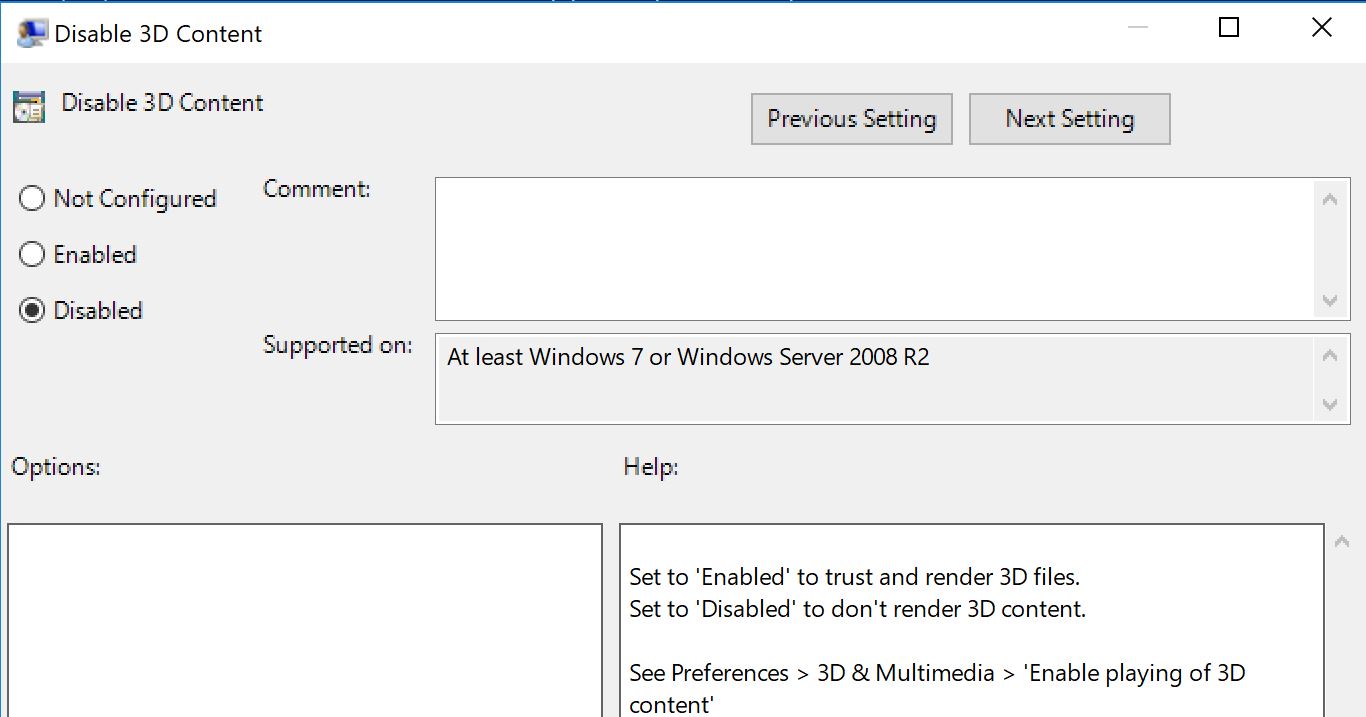 Disable 3D Content
Disable 3D Content
Previous Setting
Next Setting
Not Configured
Comment:
Enabled
Disabled
Supported on:
At least Windows 7 or Windows Server 2008 R2
Options:
Help:
Set to 'Enabled' to trust and render 3D files.
Set to 'Disabled' to don't render 3D content.
See Preferences > 3D & Multimedia > 'Enable playing of 3D
content'